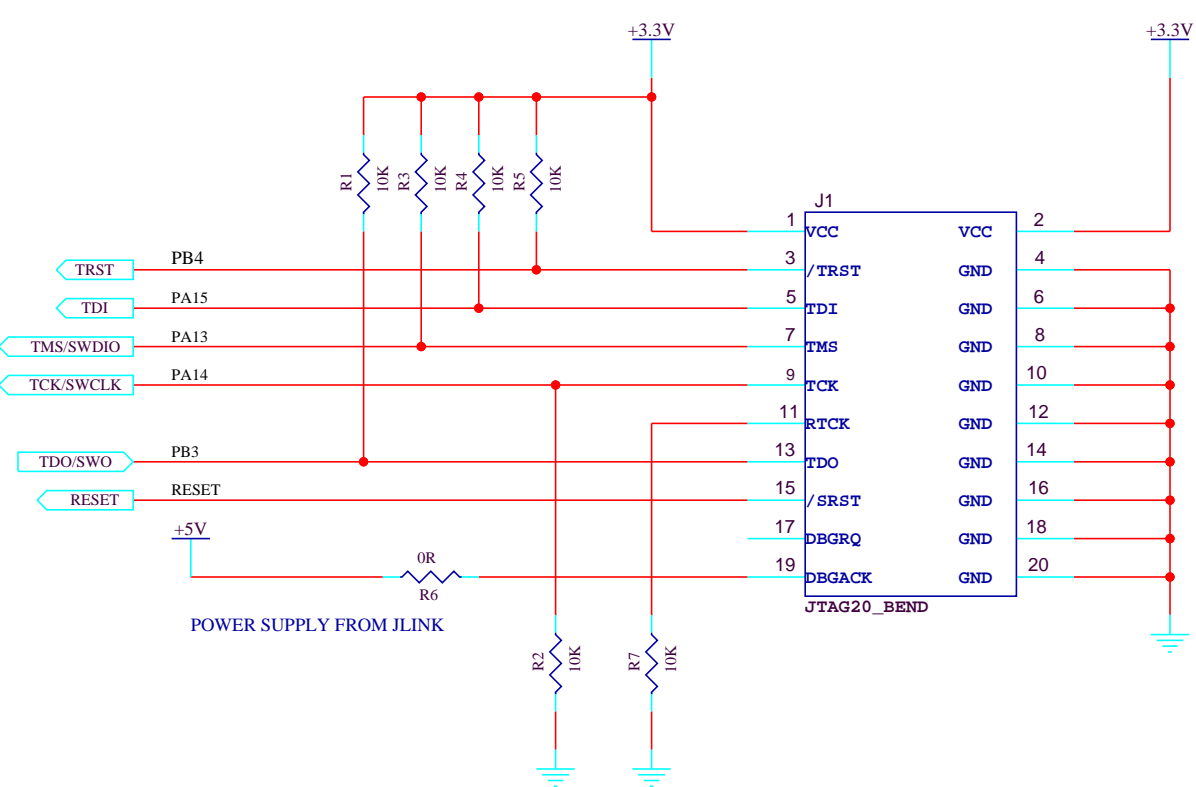 +3.3V
+3.3V
R1
10K
R3
10K
R4
10K
R5
10K
J1
1
VCC
VCC
2
TRST
PB4
3
/TRST
GND
4
TDI
PA15
5
TDI
GND
6
TMS/SWDIO
PA13
7
TMS
GND
8
TCK/SWCLK
PA14
9
TCK
GND
10
11
RTCK
GND
12
TDO/SWO
PB3
13
TDO
GND
14
RESET
RESET
15
/SRST
GND
16
+5V
17
DBGRQ
GND
18
0R
R6
19
DBGACK
GND
20
JTAG20_BEND
POWER SUPPLY FROM JLINK
R2
10K
R7
10K